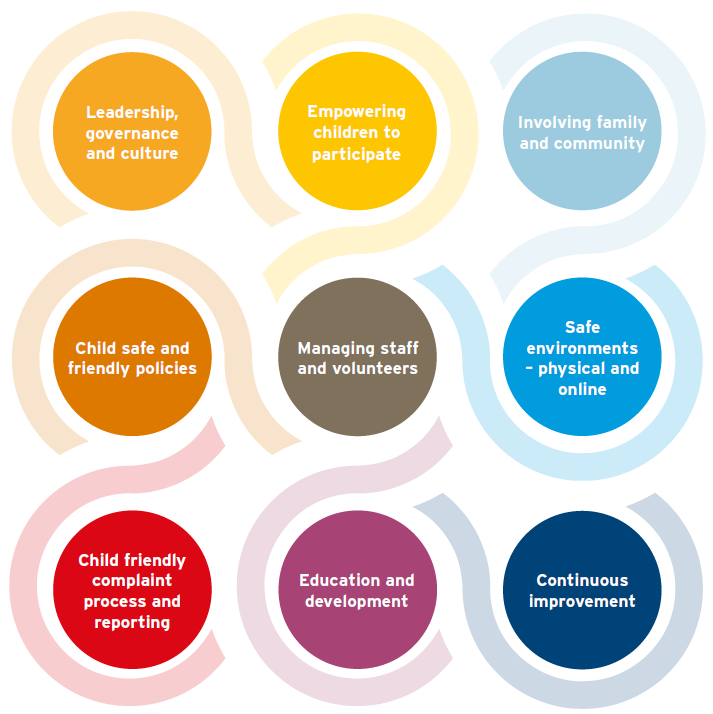 Leadership,
governance
and culture
Empowering
children to
participate
Involving family
and community
Child safe and
friendly policies
Managing staff
and volunteers
Safe
environments
– physical and
online
Child friendly
complaint
process and
reporting
Education and
development
Continuous
improvement